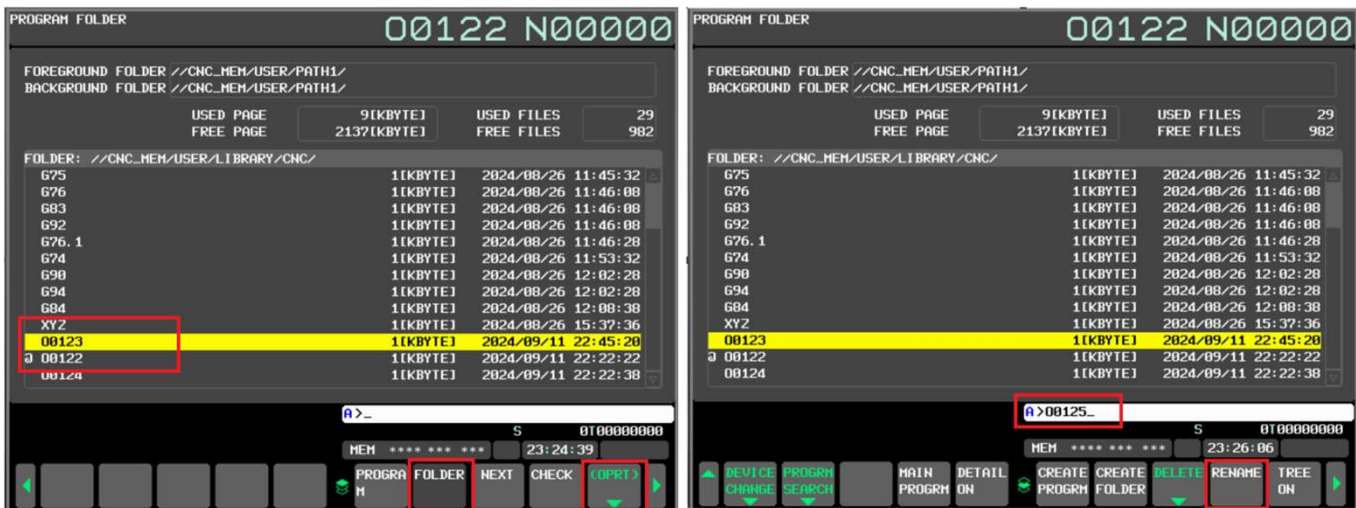 PROGRAM FOLDER
O0122 N00000
FOREGROUND FOLDER //CNC_MEM/USER/PATH1/
BACKGROUND FOLDER //CNC_MEM/USER/PATH1/
USED PAGE 9[KBYTE] USED FILES 29
FREE PAGE 2137[KBYTE] FREE FILES 982
FOLDER: //CNC_MEM/USER/LIBRARY/CNC/
G75 1[KBYTE] 2024/08/26 11:45:32
G76 1[KBYTE] 2024/08/26 11:46:08
G83 1[KBYTE] 2024/08/26 11:46:08
G92 1[KBYTE] 2024/08/26 11:46:08
G76.1 1[KBYTE] 2024/08/26 11:46:28
G74 1[KBYTE] 2024/08/26 11:53:32
G90 1[KBYTE] 2024/08/26 12:02:28
G94 1[KBYTE] 2024/08/26 12:02:28
G84 1[KBYTE] 2024/08/26 12:08:38
XYZ 1[KBYTE] 2024/08/26 15:37:36
O0123 1[KBYTE] 2024/09/11 22:45:20
@ O0122 1[KBYTE] 2024/09/11 22:22:22
O0124 1[KBYTE] 2024/09/11 22:22:38
A>_
S 0T00000000
MEM **** *** *** 23:24:39
PROGRA
M
FOLDER
NEXT
CHECK
(OPRT)
PROGRAM FOLDER
O0122 N00000
FOREGROUND FOLDER //CNC_MEM/USER/PATH1/
BACKGROUND FOLDER //CNC_MEM/USER/PATH1/
USED PAGE 9[KBYTE] USED FILES 29
FREE PAGE 2137[KBYTE] FREE FILES 982
FOLDER: //CNC_MEM/USER/LIBRARY/CNC/
G75 1[KBYTE] 2024/08/26 11:45:32
G76 1[KBYTE] 2024/08/26 11:46:08
G83 1[KBYTE] 2024/08/26 11:46:08
G92 1[KBYTE] 2024/08/26 11:46:08
G76.1 1[KBYTE] 2024/08/26 11:46:28
G74 1[KBYTE] 2024/08/26 11:53:32
G90 1[KBYTE] 2024/08/26 12:02:28
G94 1[KBYTE] 2024/08/26 12:02:28
G84 1[KBYTE] 2024/08/26 12:08:38
XYZ 1[KBYTE] 2024/08/26 15:37:36
O0123 1[KBYTE] 2024/09/11 22:45:20
@ O0122 1[KBYTE] 2024/09/11 22:22:22
O0124 1[KBYTE] 2024/09/11 22:22:38
A>O0125_
S 0T00000000
MEM **** *** *** 23:26:06
DEVICE
CHANGE
PROGRM
SEARCH
MAIN
PROGRM
DETAIL
ON
CREATE
PROGRM
CREATE
FOLDER
DELETE
RENAME
TREE
ON